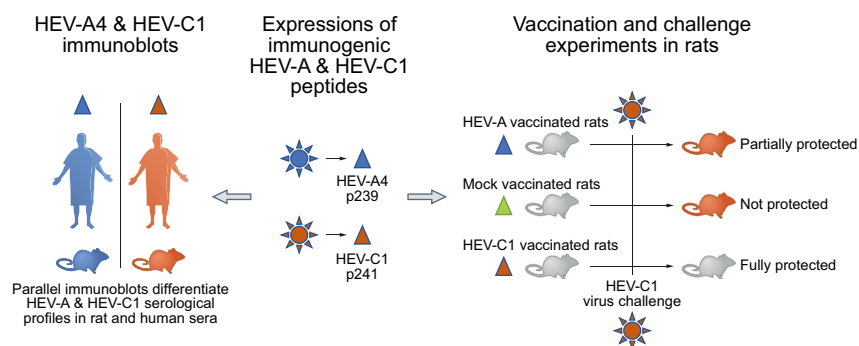 HEV-A4 & HEV-C1
immunoblots
Parallel immunoblots differentiate
HEV-A & HEV-C1 serological
profiles in rat and human sera
Expressions of
immunogenic
HEV-A & HEV-C1
peptides
HEV-A4
p239
HEV-C1
p241
Vaccination and challenge
experiments in rats
HEV-A vaccinated rats
Partially protected
Mock vaccinated rats
Not protected
HEV-C1 vaccinated rats
Fully protected
HEV-C1
virus challenge